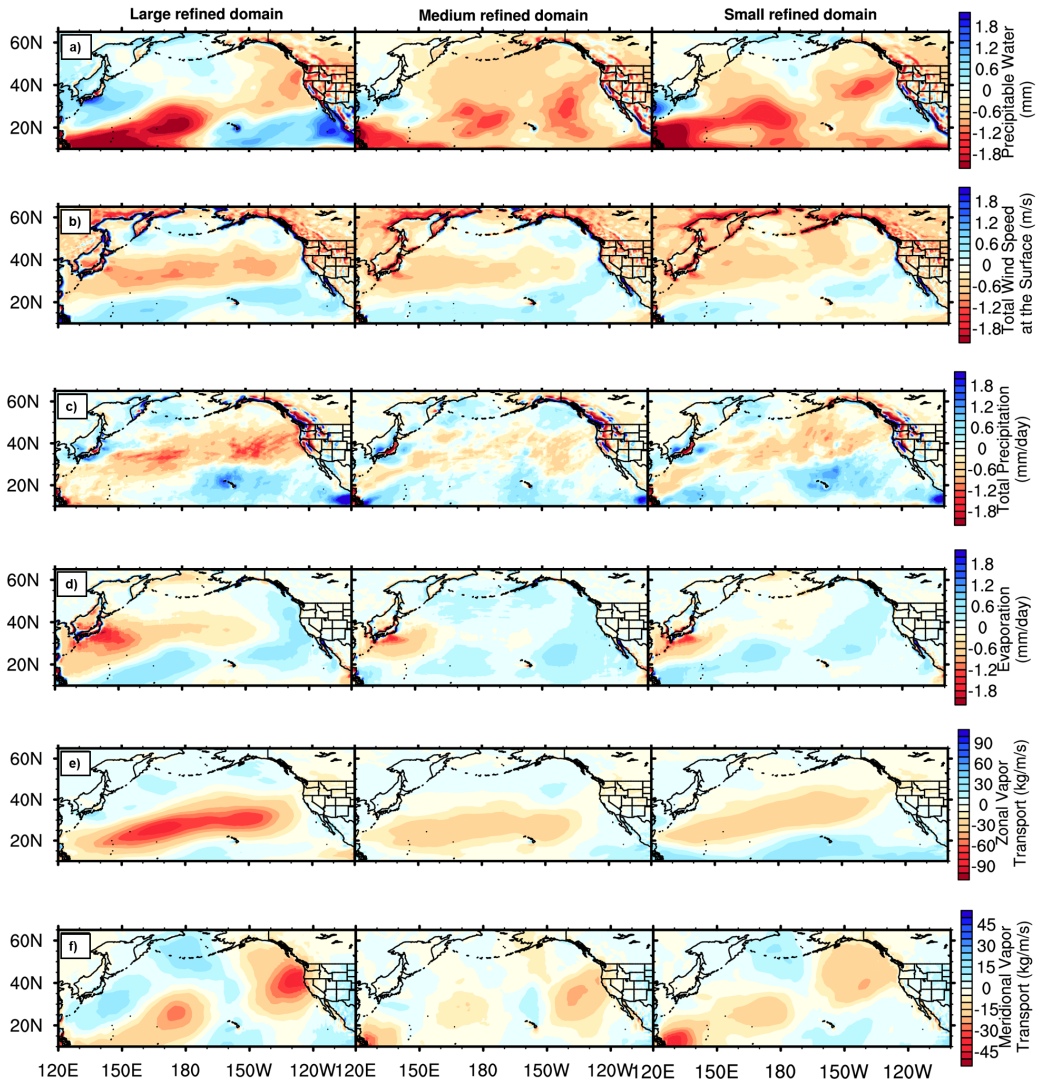 Large refined domain
Medium refined domain
Small refined domain
a)
60N
40N
20N
1.8
1.2
0.6
0
-0.6
-1.2
-1.8
Precipitable Water
(mm)
b)
60N
40N
20N
1.8
1.2
0.6
0
-0.6
-1.2
-1.8
Total Wind Speed
at the Surface (m/s)
c)
60N
40N
20N
1.8
1.2
0.6
0
-0.6
-1.2
-1.8
Total Precipitation
(mm/day)
d)
60N
40N
20N
1.8
1.2
0.6
0
-0.6
-1.2
-1.8
Evaporation
(mm/day)
e)
60N
40N
20N
90
60
30
0
-30
-60
-90
Zonal Vapor
Transport (kg/m/s)
f)
60N
40N
20N
45
30
15
0
-15
-30
-45
Meridional Vapor
Transport (kg/m/s)
120E 150E 180E 150W 120W120E 150E 180E 150W 120W120E 150E 180E 150W 120W